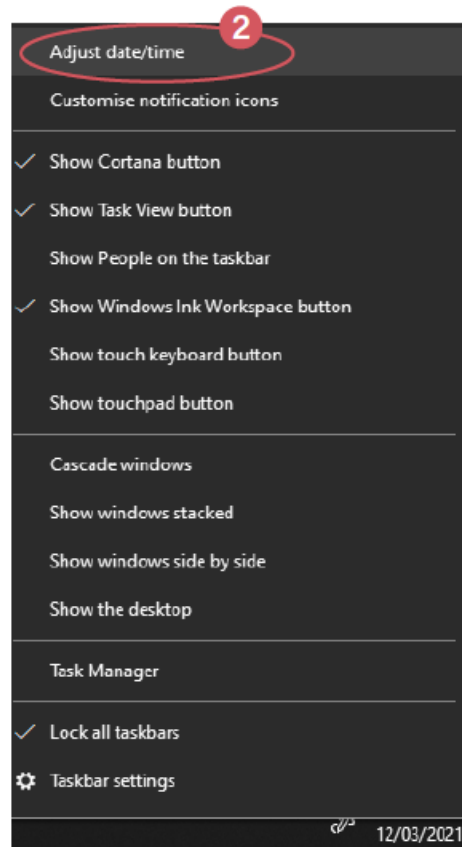 2
Adjust date/time
Customise notification icons
Show Cortana button
Show Task View button
Show People on the taskbar
Show Windows Ink Workspace button
Show touch keyboard button
Show touchpad button
Cascade windows
Show windows stacked
Show windows side by side
Show the desktop
Task Manager
Lock all taskbars
Taskbar settings
12/03/2021